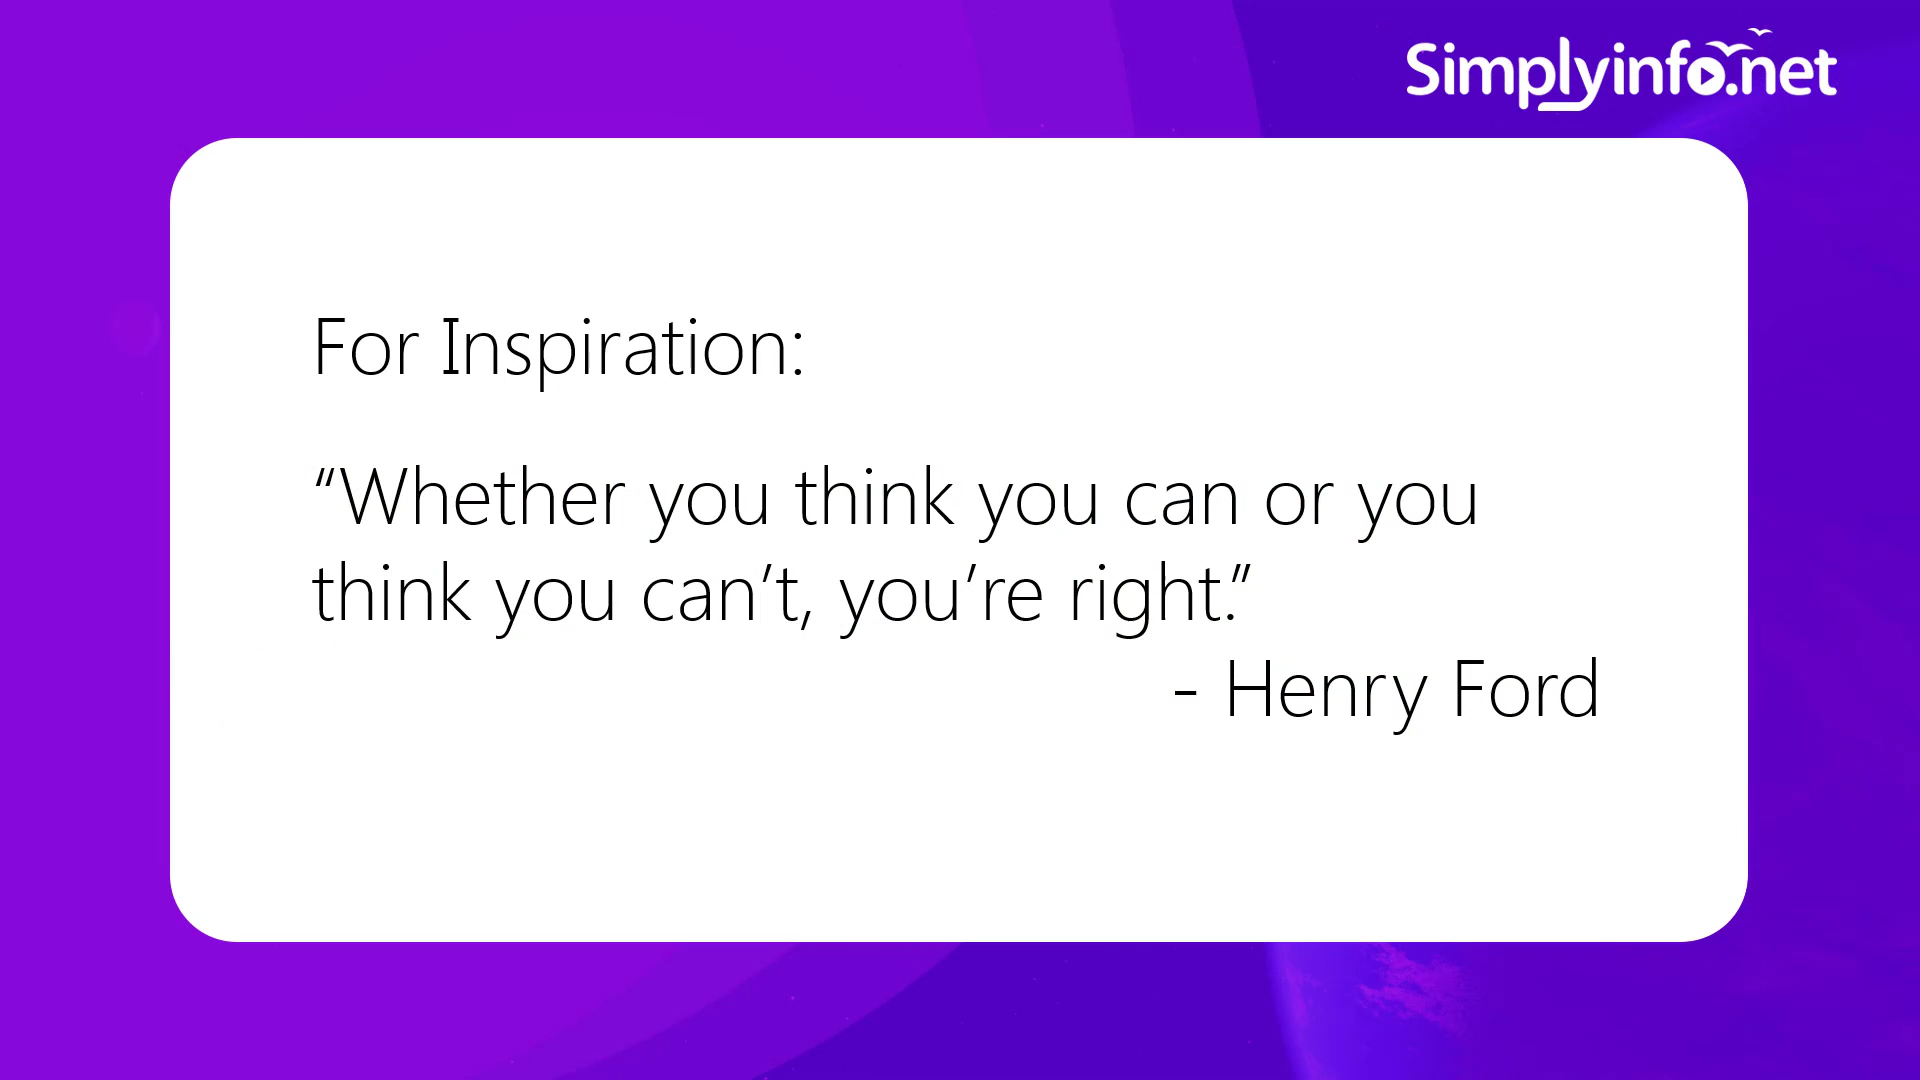 Simplyinfo.net
For Inspiration:
“Whether you think you can or you
think you can’t, you’re right.”
- Henry Ford